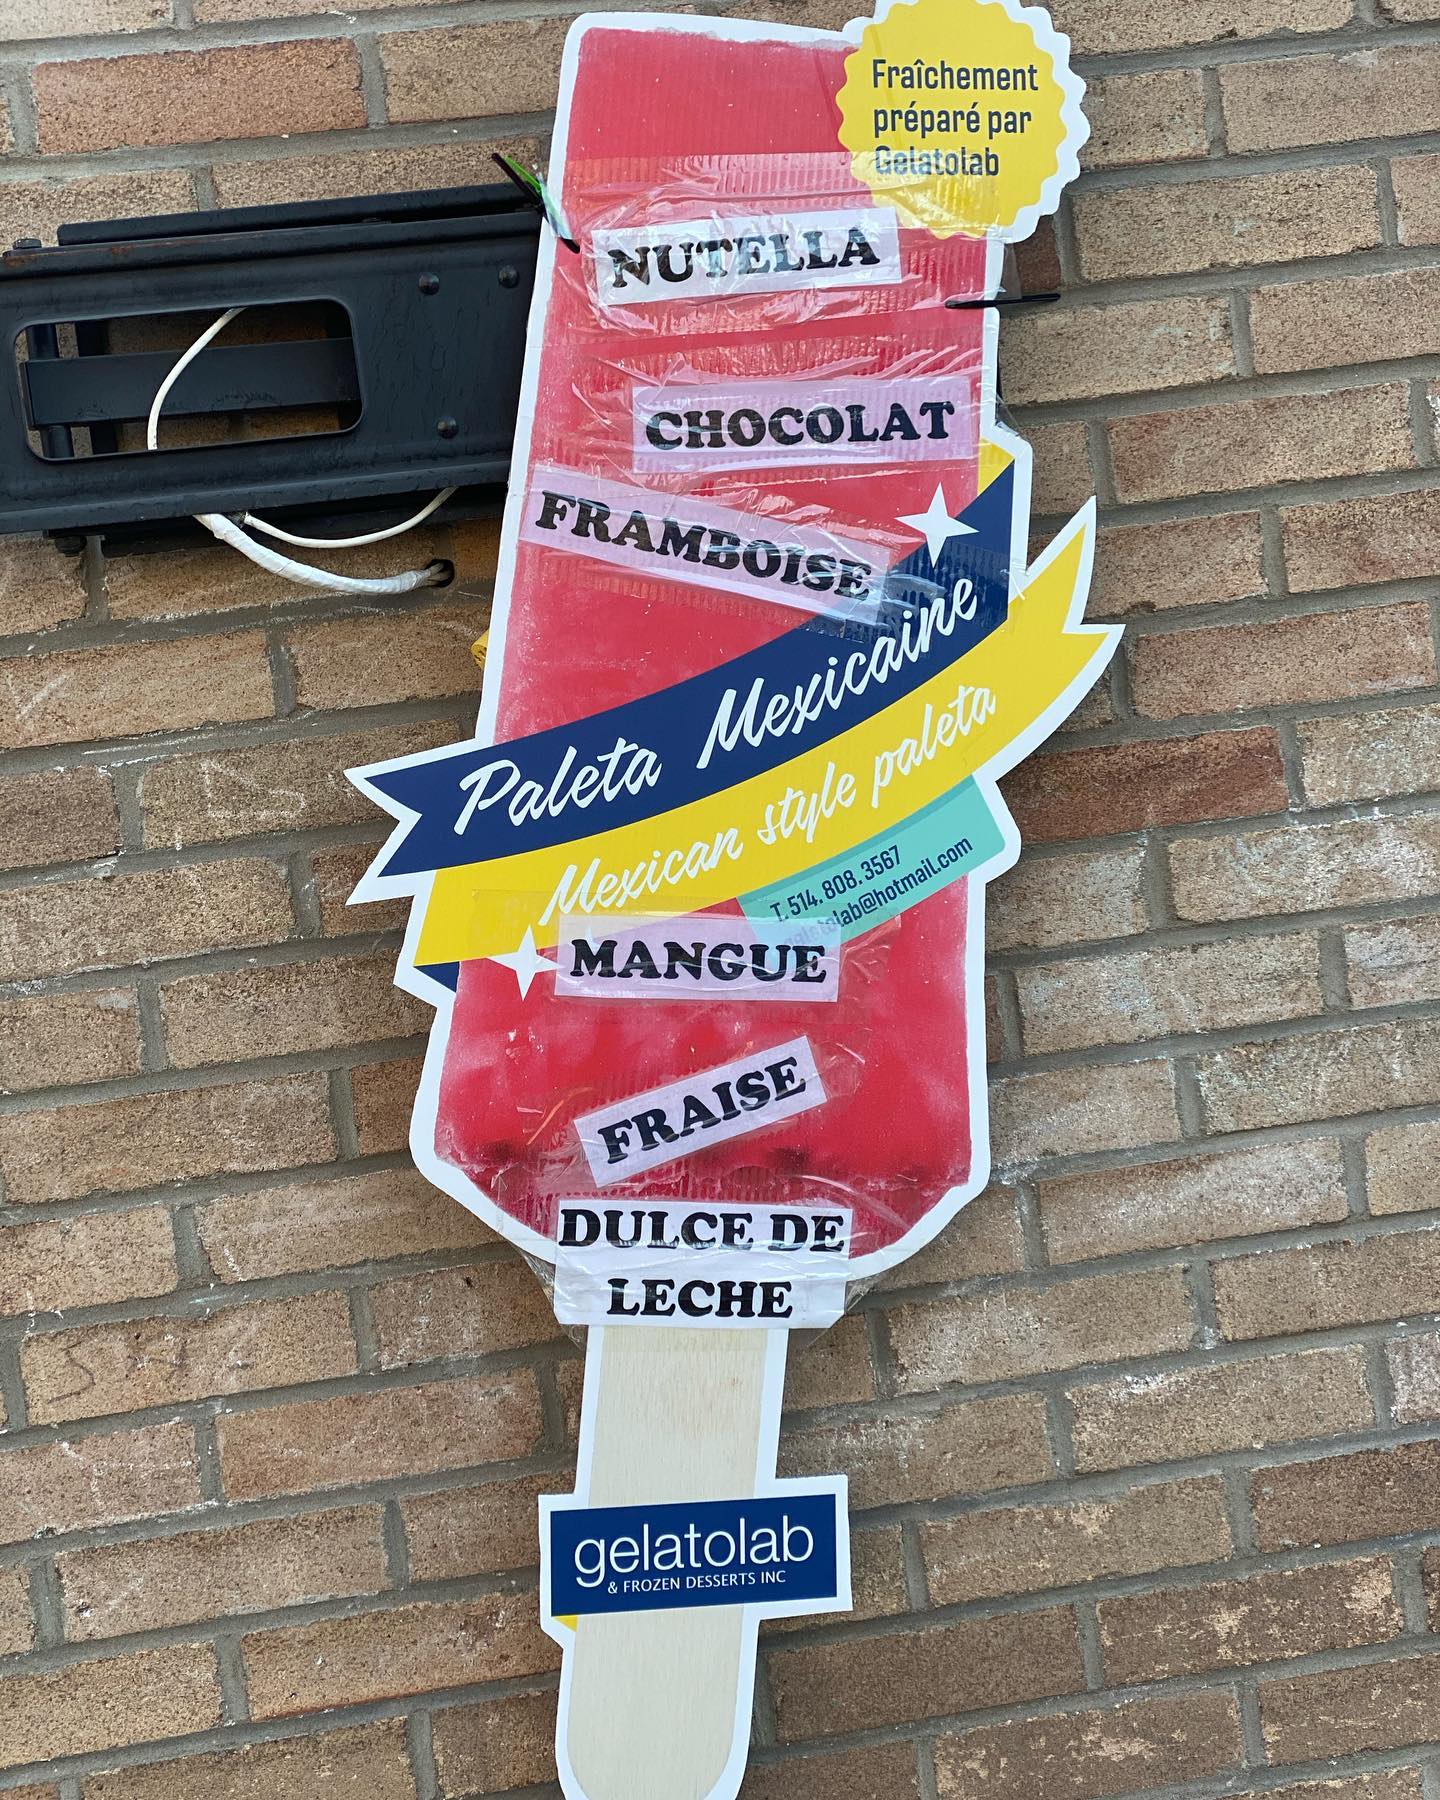 Fraîchement
préparé par
Gelatolab
NUTELLA
CHOCOLAT
FRAMBOISE
Paleta Mexicaine
Mexican style paleta
T. 514. 808. 3567
MANGUE
FRAISE
DULCE DE
LECHE
gelatolab
& FROZEN DESSERTS INC